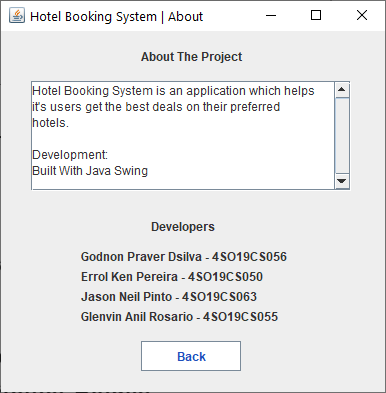 Hotel Booking System | About
About The Project
Hotel Booking System is an application which helps
it's users get the best deals on their preferred
hotels.
Development:
Built With Java Swing
Developers
Godnon Praver Dsilva - 4SO19CS056
Errol Ken Pereira - 4SO19CS050
Jason Neil Pinto - 4SO19CS063
Glenvin Anil Rosario - 4SO19CS055
Back